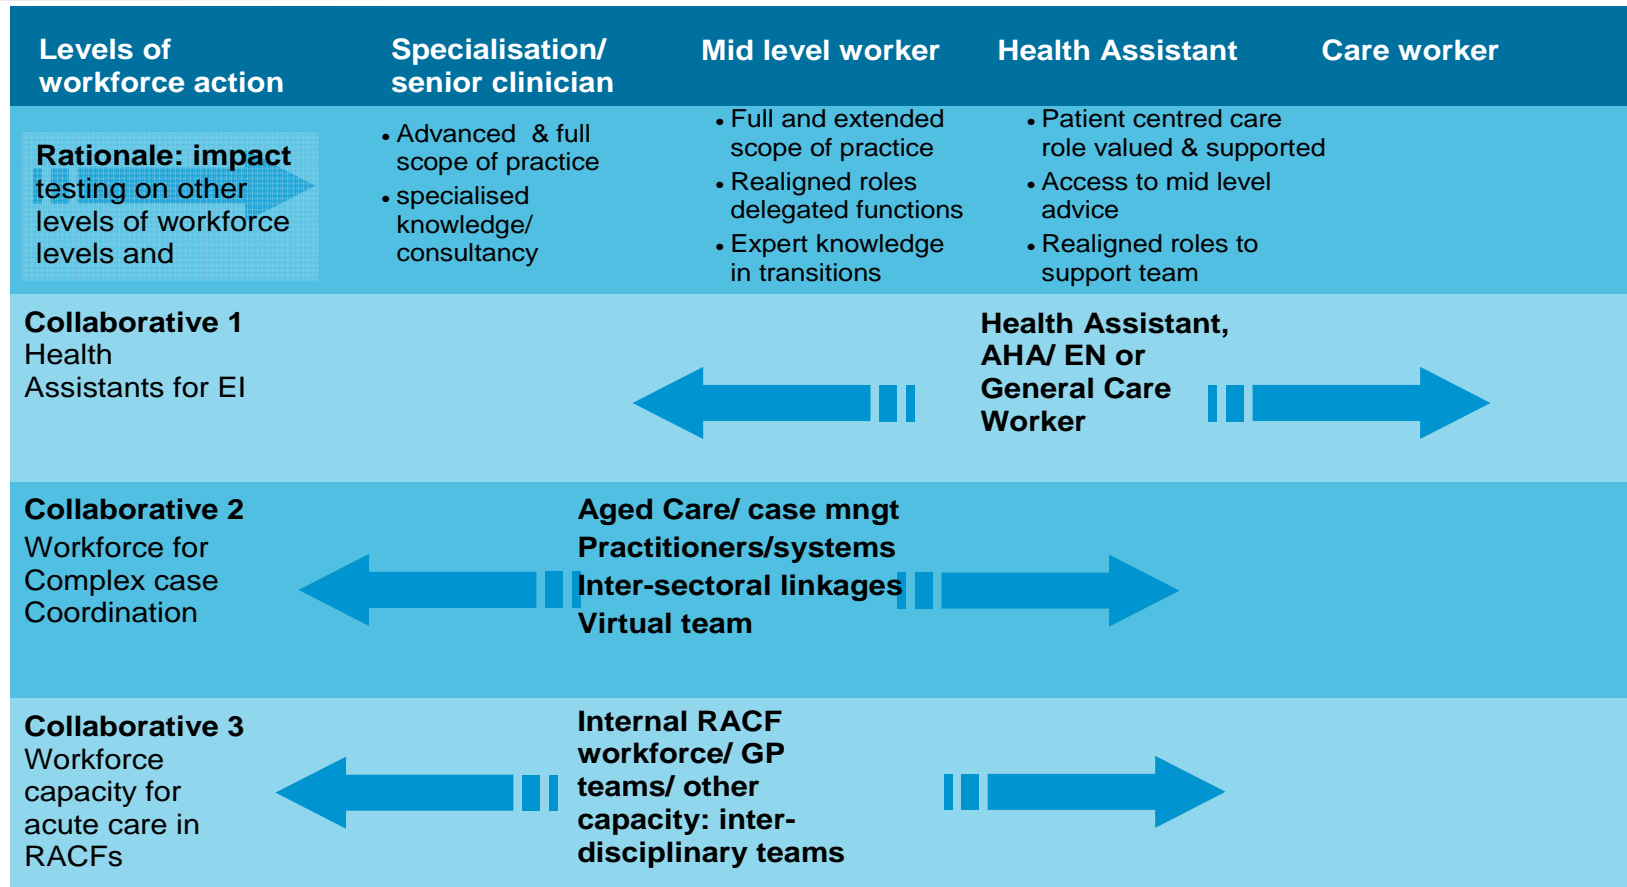 Levels of
workforce action
Specialisation/
senior clinician
Mid level worker
Health Assistant
Care worker
Rationale: impact
testing on other
levels of workforce
levels and
• Advanced & full
scope of practice
• specialised
knowledge/
consultancy
• Full and extended
scope of practice
• Realigned roles
delegated functions
• Expert knowledge
in transitions
• Patient centred care
role valued & supported
• Access to mid level
advice
• Realigned roles to
support team
Collaborative 1
Health
Assistants for EI
Health Assistant,
AHA/ EN or
General Care
Worker
Collaborative 2
Workforce for
Complex case
Coordination
Aged Care/ case mngt
Practitioners/systems
Inter-sectoral linkages
Virtual team
Collaborative 3
Workforce
capacity for
acute care in
RACFs
Internal RACF
workforce/ GP
teams/ other
capacity: inter-
disciplinary teams